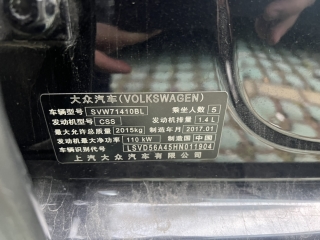 大众汽车(VOLKSWAGEN) 乘坐人数 5
车辆型号 SVW71410BL 发动机排量 1.4 L
发动机型号 CSS
最大允许总质量 2015kg 制造年月 2017.01
发动机最大净功率 110 kW 制造国 中国
车辆识别代号 LSVD56A45HN011904
上汽大众汽车有限公司